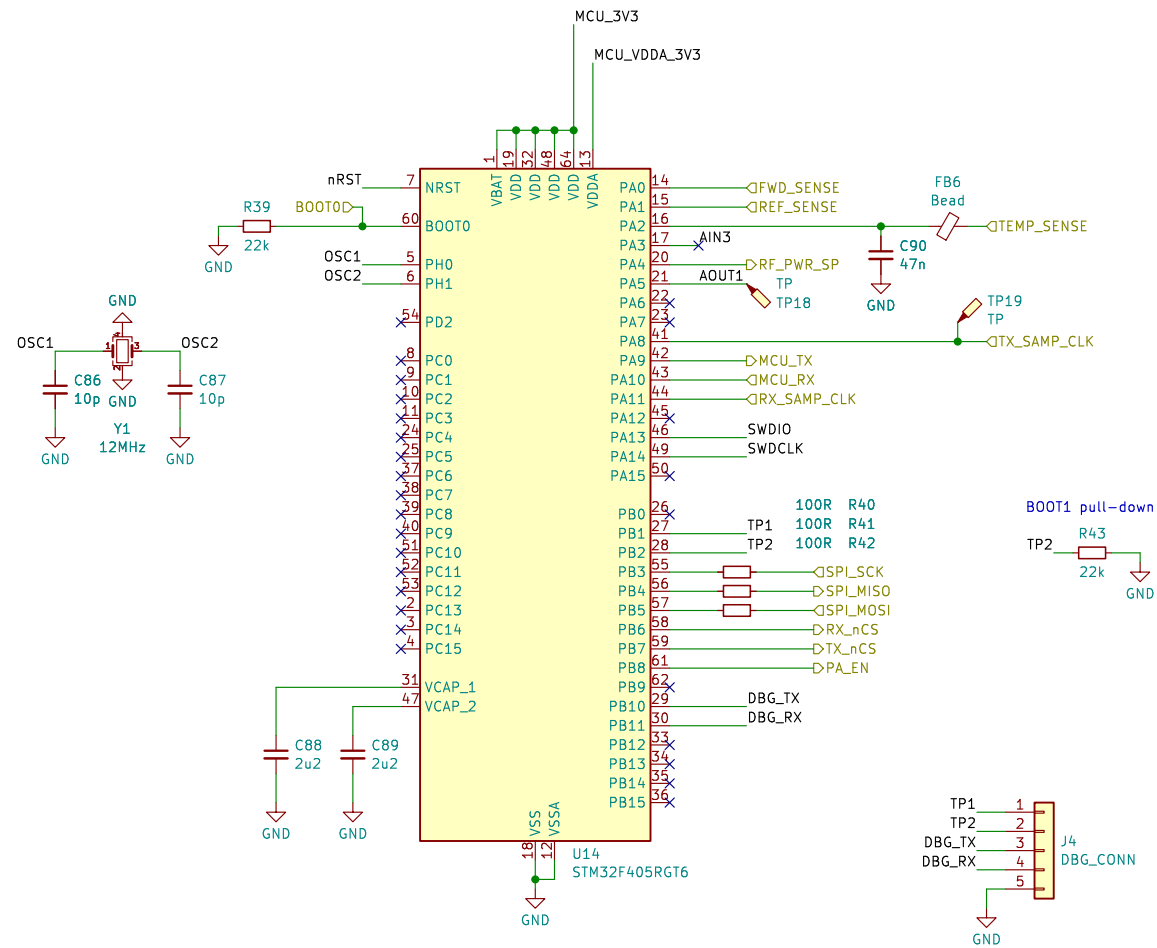 MCU_3V3
MCU_VDDA_3V3
1
19
32
48
64
13
VBAT
VDD
VDD
VDD
VDD
VDDA
nRST
7
NRST
BOOT0
R39
22k
GND
60
BOOT0
OSC1
5
PH0
OSC2
6
PH1
54
PD2
8
PC0
9
PC1
10
PC2
11
PC3
24
PC4
25
PC5
37
PC6
38
PC7
39
PC8
40
PC9
51
PC10
52
PC11
53
PC12
2
PC13
3
PC14
4
PC15
31
VCAP_1
47
VCAP_2
C88
2u2
GND
C89
2u2
GND
GND
OSC1
1
4
3
2
OSC2
C86
10p
GND
GND
C87
10p
GND
Y1
12MHz
PA0
14
FWD_SENSE
PA1
15
REF_SENSE
PA2
16
FB6
Bead
TEMP_SENSE
C90
47n
GND
PA3
17
AIN3
PA4
20
RF_PWR_SP
PA5
21
AOUT1
TP
TP18
PA6
22
PA7
23
PA8
41
TP19
TP
TX_SAMP_CLK
PA9
42
MCU_TX
PA10
43
MCU_RX
PA11
44
RX_SAMP_CLK
PA12
45
PA13
46
SWDIO
PA14
49
SWDCLK
PA15
50
PB0
26
PB1
27
TP1
PB2
28
TP2
100R R40
100R R41
100R R42
PB3
55
SPI_SCK
PB4
56
SPI_MISO
PB5
57
SPI_MOSI
PB6
58
RX_nCS
PB7
59
TX_nCS
PB8
61
PA_EN
PB9
62
PB10
29
DBG_TX
PB11
30
DBG_RX
PB12
33
PB13
34
PB14
35
PB15
36
VSS
VSSA
18
12
U14
STM32F405RGT6
GND
BOOT1 pull-down
TP2
R43
22k
GND
TP1
1
TP2
2
DBG_TX
3
DBG_RX
4
5
J4
DBG_CONN
GND